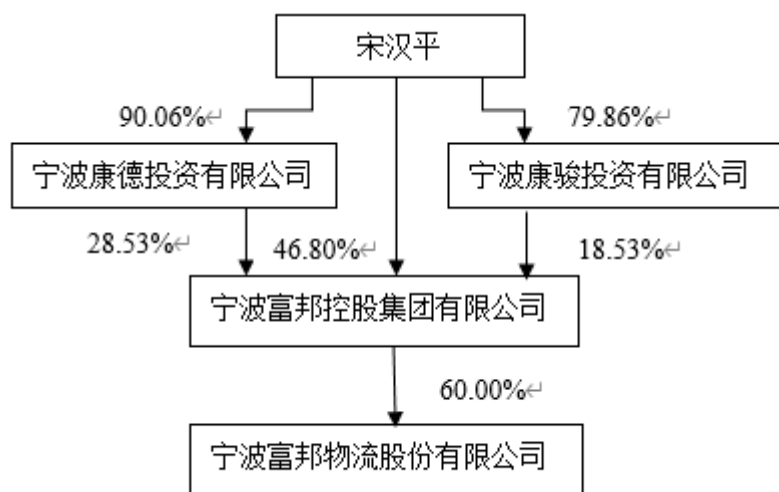 宋汉平
90.06%↵
79.86%↵
宁波康德投资有限公司
宁波康骏投资有限公司
28.53%↵
46.80%↵
18.53%↵
宁波富邦控股集团有限公司
60.00%↵
宁波富邦物流股份有限公司